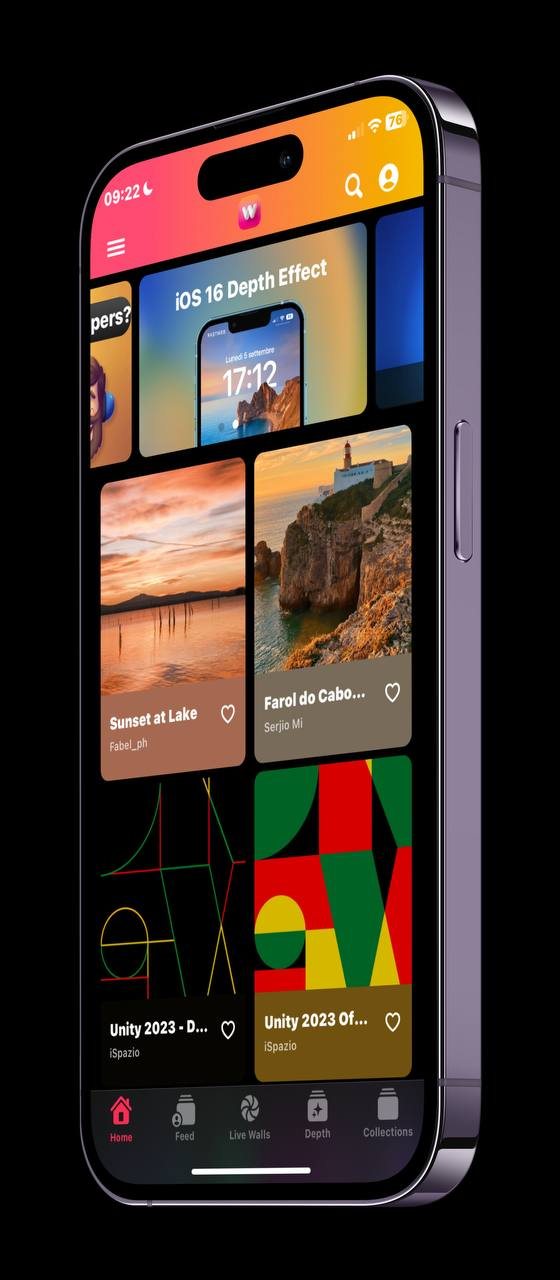 09:22
76
W
pers?
iOS 16 Depth Effect
Lunedì 5 settembre
17:12
Sunset at Lake
Fabel_ph
Farol do Cabo...
Serjio Mi
Unity 2023 - D...
iSpazio
Unity 2023 Of...
iSpazio
Home
Feed
Live Walls
Depth
Collections